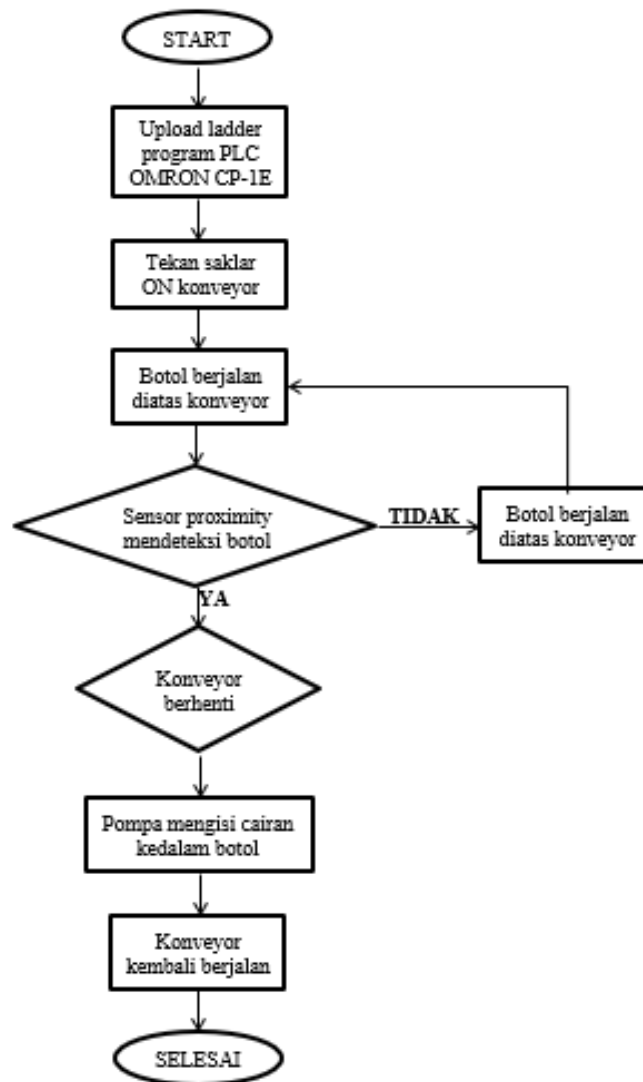 START
Upload ladder
program PLC
OMRON CP-1E
Tekan saklar
ON konveyor
Botol berjalan
diatas konveyor
Sensor proximity
mendeteksi botol
TIDAK
Botol berjalan
diatas konveyor
YA
Konveyor
berhenti
Pompa mengisi cairan
kedalam botol
Konveyor
kembali berjalan
SELESAI